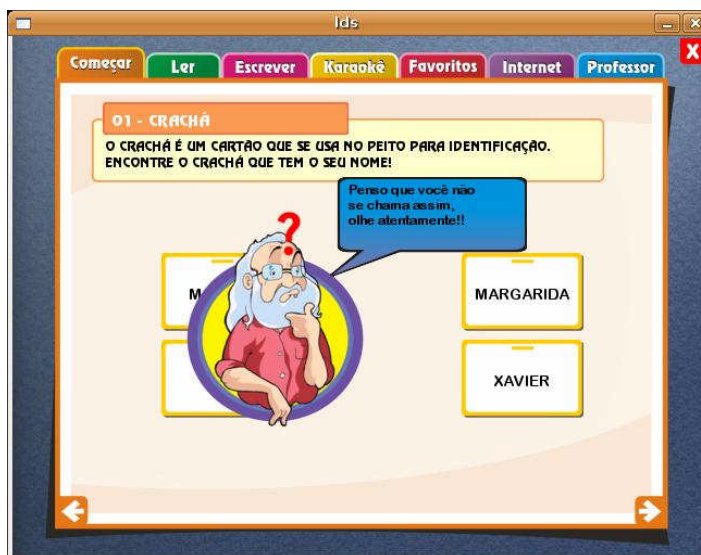 lds
Começar Ler Escrever Karaokê Favoritos Internet Professor
X
01 - CRACHÁ
O CRACHÁ É UM CARTÃO QUE SE USA NO PEITO PARA IDENTIFICAÇÃO.
ENCONTRE O CRACHÁ QUE TEM O SEU NOME!
Penso que você não
se chama assim,
olhe atentamente!!
?
MARGARIDA
XAVIER